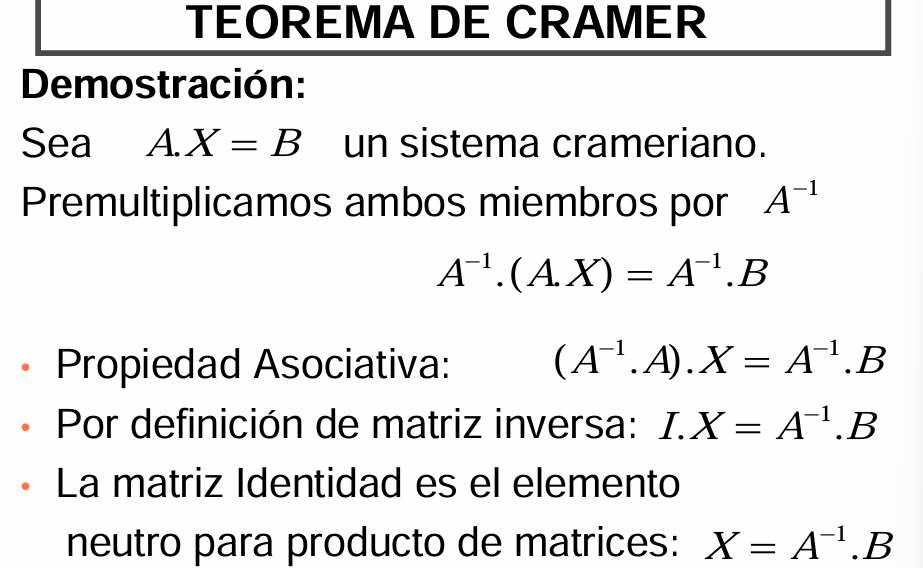 TEOREMA DE CRAMER
Demostración:
Sea A.X = B un sistema crameriano.
Premultiplicamos ambos miembros por A⁻¹
A⁻¹.(A.X) = A⁻¹.B
• Propiedad Asociativa: (A⁻¹.A).X = A⁻¹.B
• Por definición de matriz inversa: I.X = A⁻¹.B
• La matriz Identidad es el elemento
neutro para producto de matrices: X = A⁻¹.B